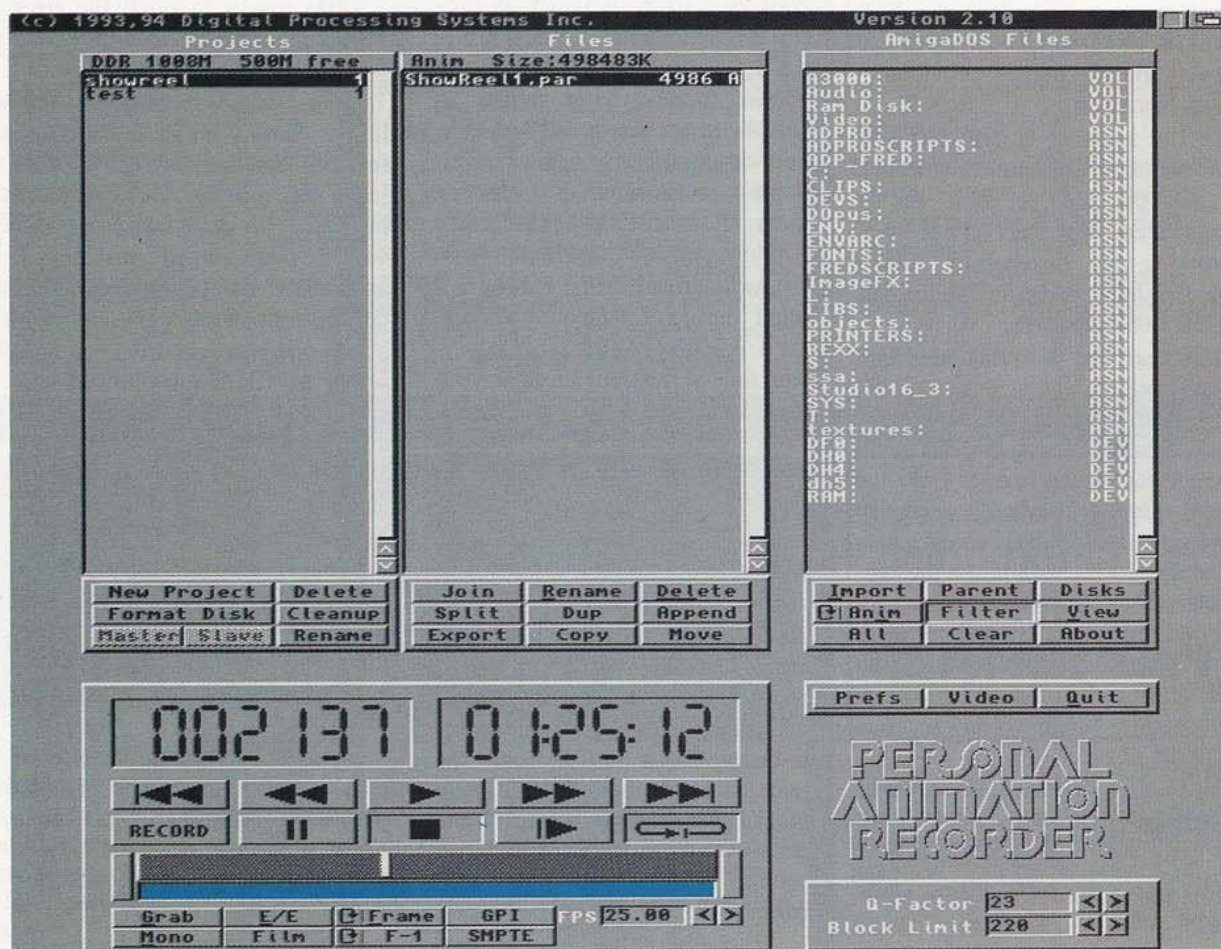 (c) 1993,94 Digital Processing Systems Inc. Version 2.10
Projects
DDR 1008M 500M free
showreel 1
test 1
New Project Delete
Format Disk Cleanup
Master Slave Rename
Files
Anim Size:498483K
ShowReel1.par 4986 A
Join Rename Delete
Split Dup Append
Export Copy Move
AmigaDOS Files
A3000: VOL
Audio: VOL
Ram Disk: VOL
Video: VOL
ADPRO: ASN
ADPROSCRIPTS: ASN
ADP_FRED: ASN
C: ASN
CLIPS: ASN
DEVS: ASN
DOpus: ASN
ENV: ASN
ENVARC: ASN
FONTS: ASN
FREDSCRIPTS: ASN
ImageFX: ASN
L: ASN
LIBS: ASN
objects: ASN
PRINTERS: ASN
REXX: ASN
S: ASN
ssa: ASN
Studio16_3: ASN
SYS: ASN
T: ASN
textures: ASN
DF0: DEV
DH0: DEV
DH4: DEV
dh5: DEV
RAM: DEV
Import Parent Disks
Anim Filter View
All Clear About
Prefs Video Quit
002137 01:25:12
RECORD
Grab E/E Frame GPI FPS 25.00
Mono Film F-1 SMPTE
PERSONAL
ANIMATION
RECORDER
Q-Factor 23
Block Limit 220